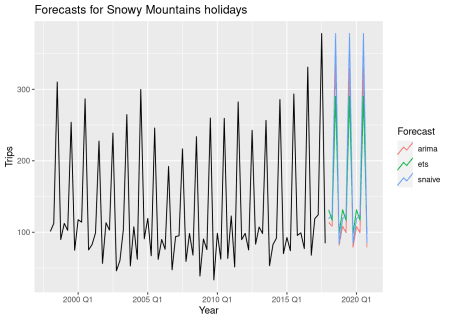 Forecasts for Snowy Mountains holidays
Trips
300
200
100
2000 Q1
2005 Q1
2010 Q1
2015 Q1
2020 Q1
Year
Forecast
arima
ets
snaive